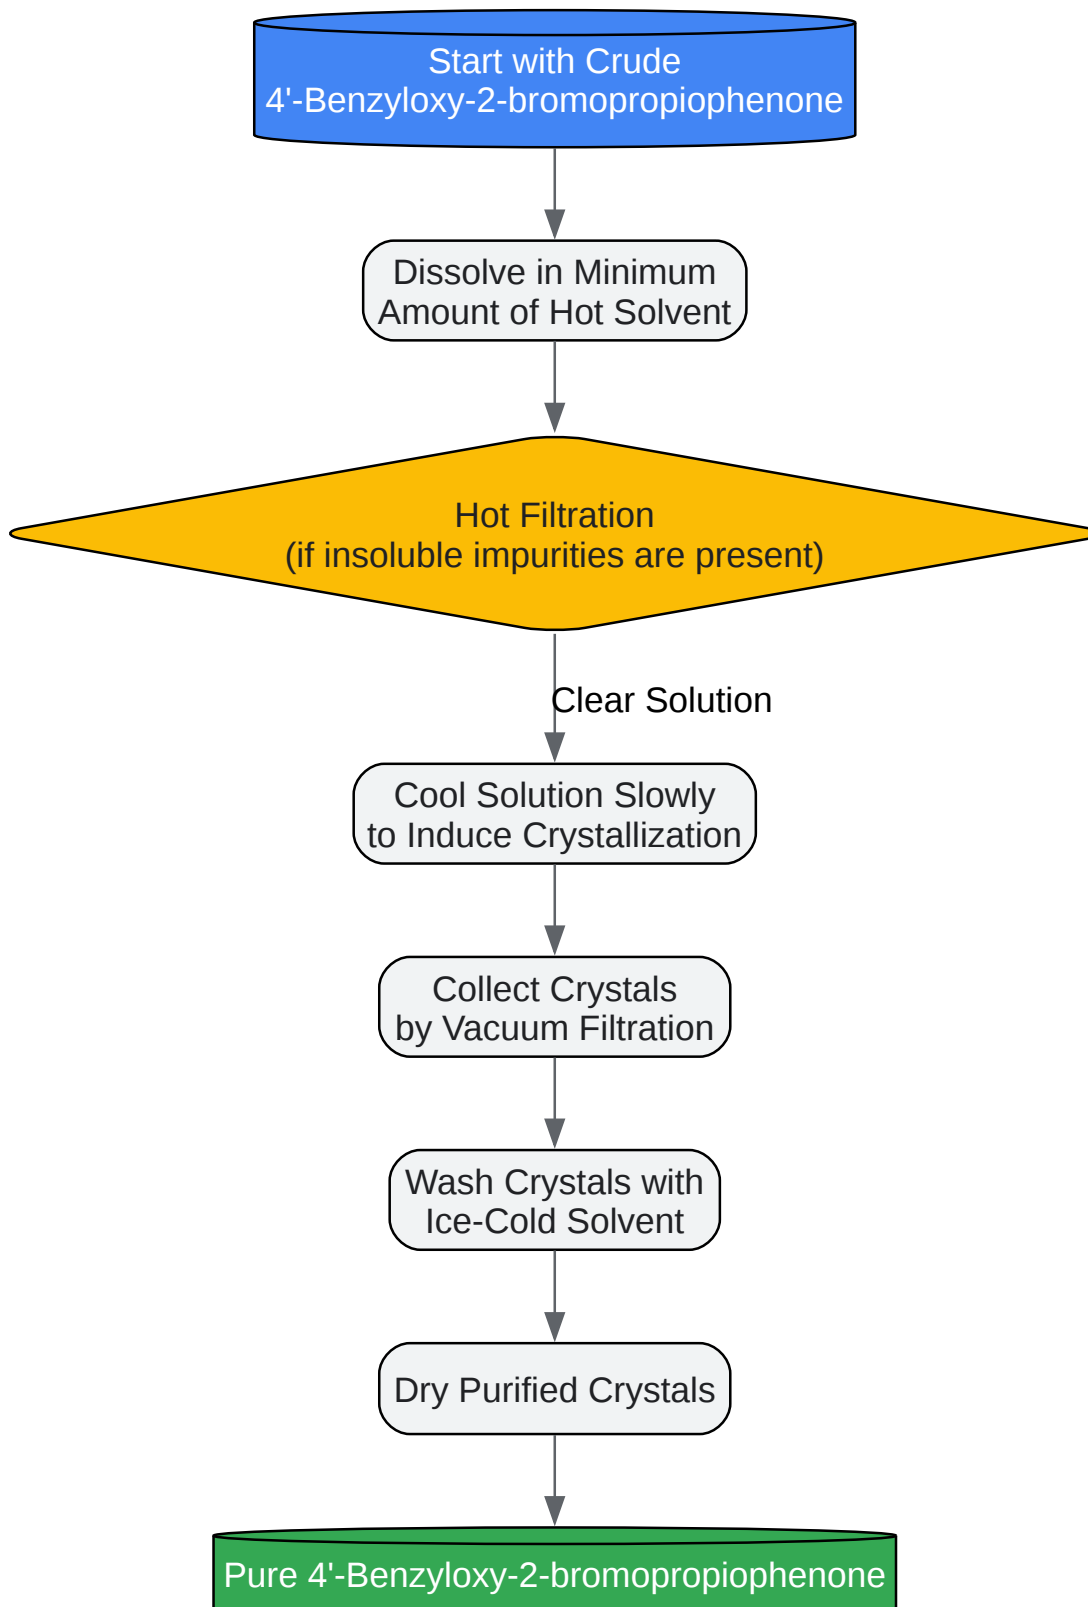 Start with Crude
4'-Benzyloxy-2-bromopropiophenone
Dissolve in Minimum
Amount of Hot Solvent
Hot Filtration
(if insoluble impurities are present)
Clear Solution
Cool Solution Slowly
to Induce Crystallization
Collect Crystals
by Vacuum Filtration
Wash Crystals with
Ice-Cold Solvent
Dry Purified Crystals
Pure 4'-Benzyloxy-2-bromopropiophenone